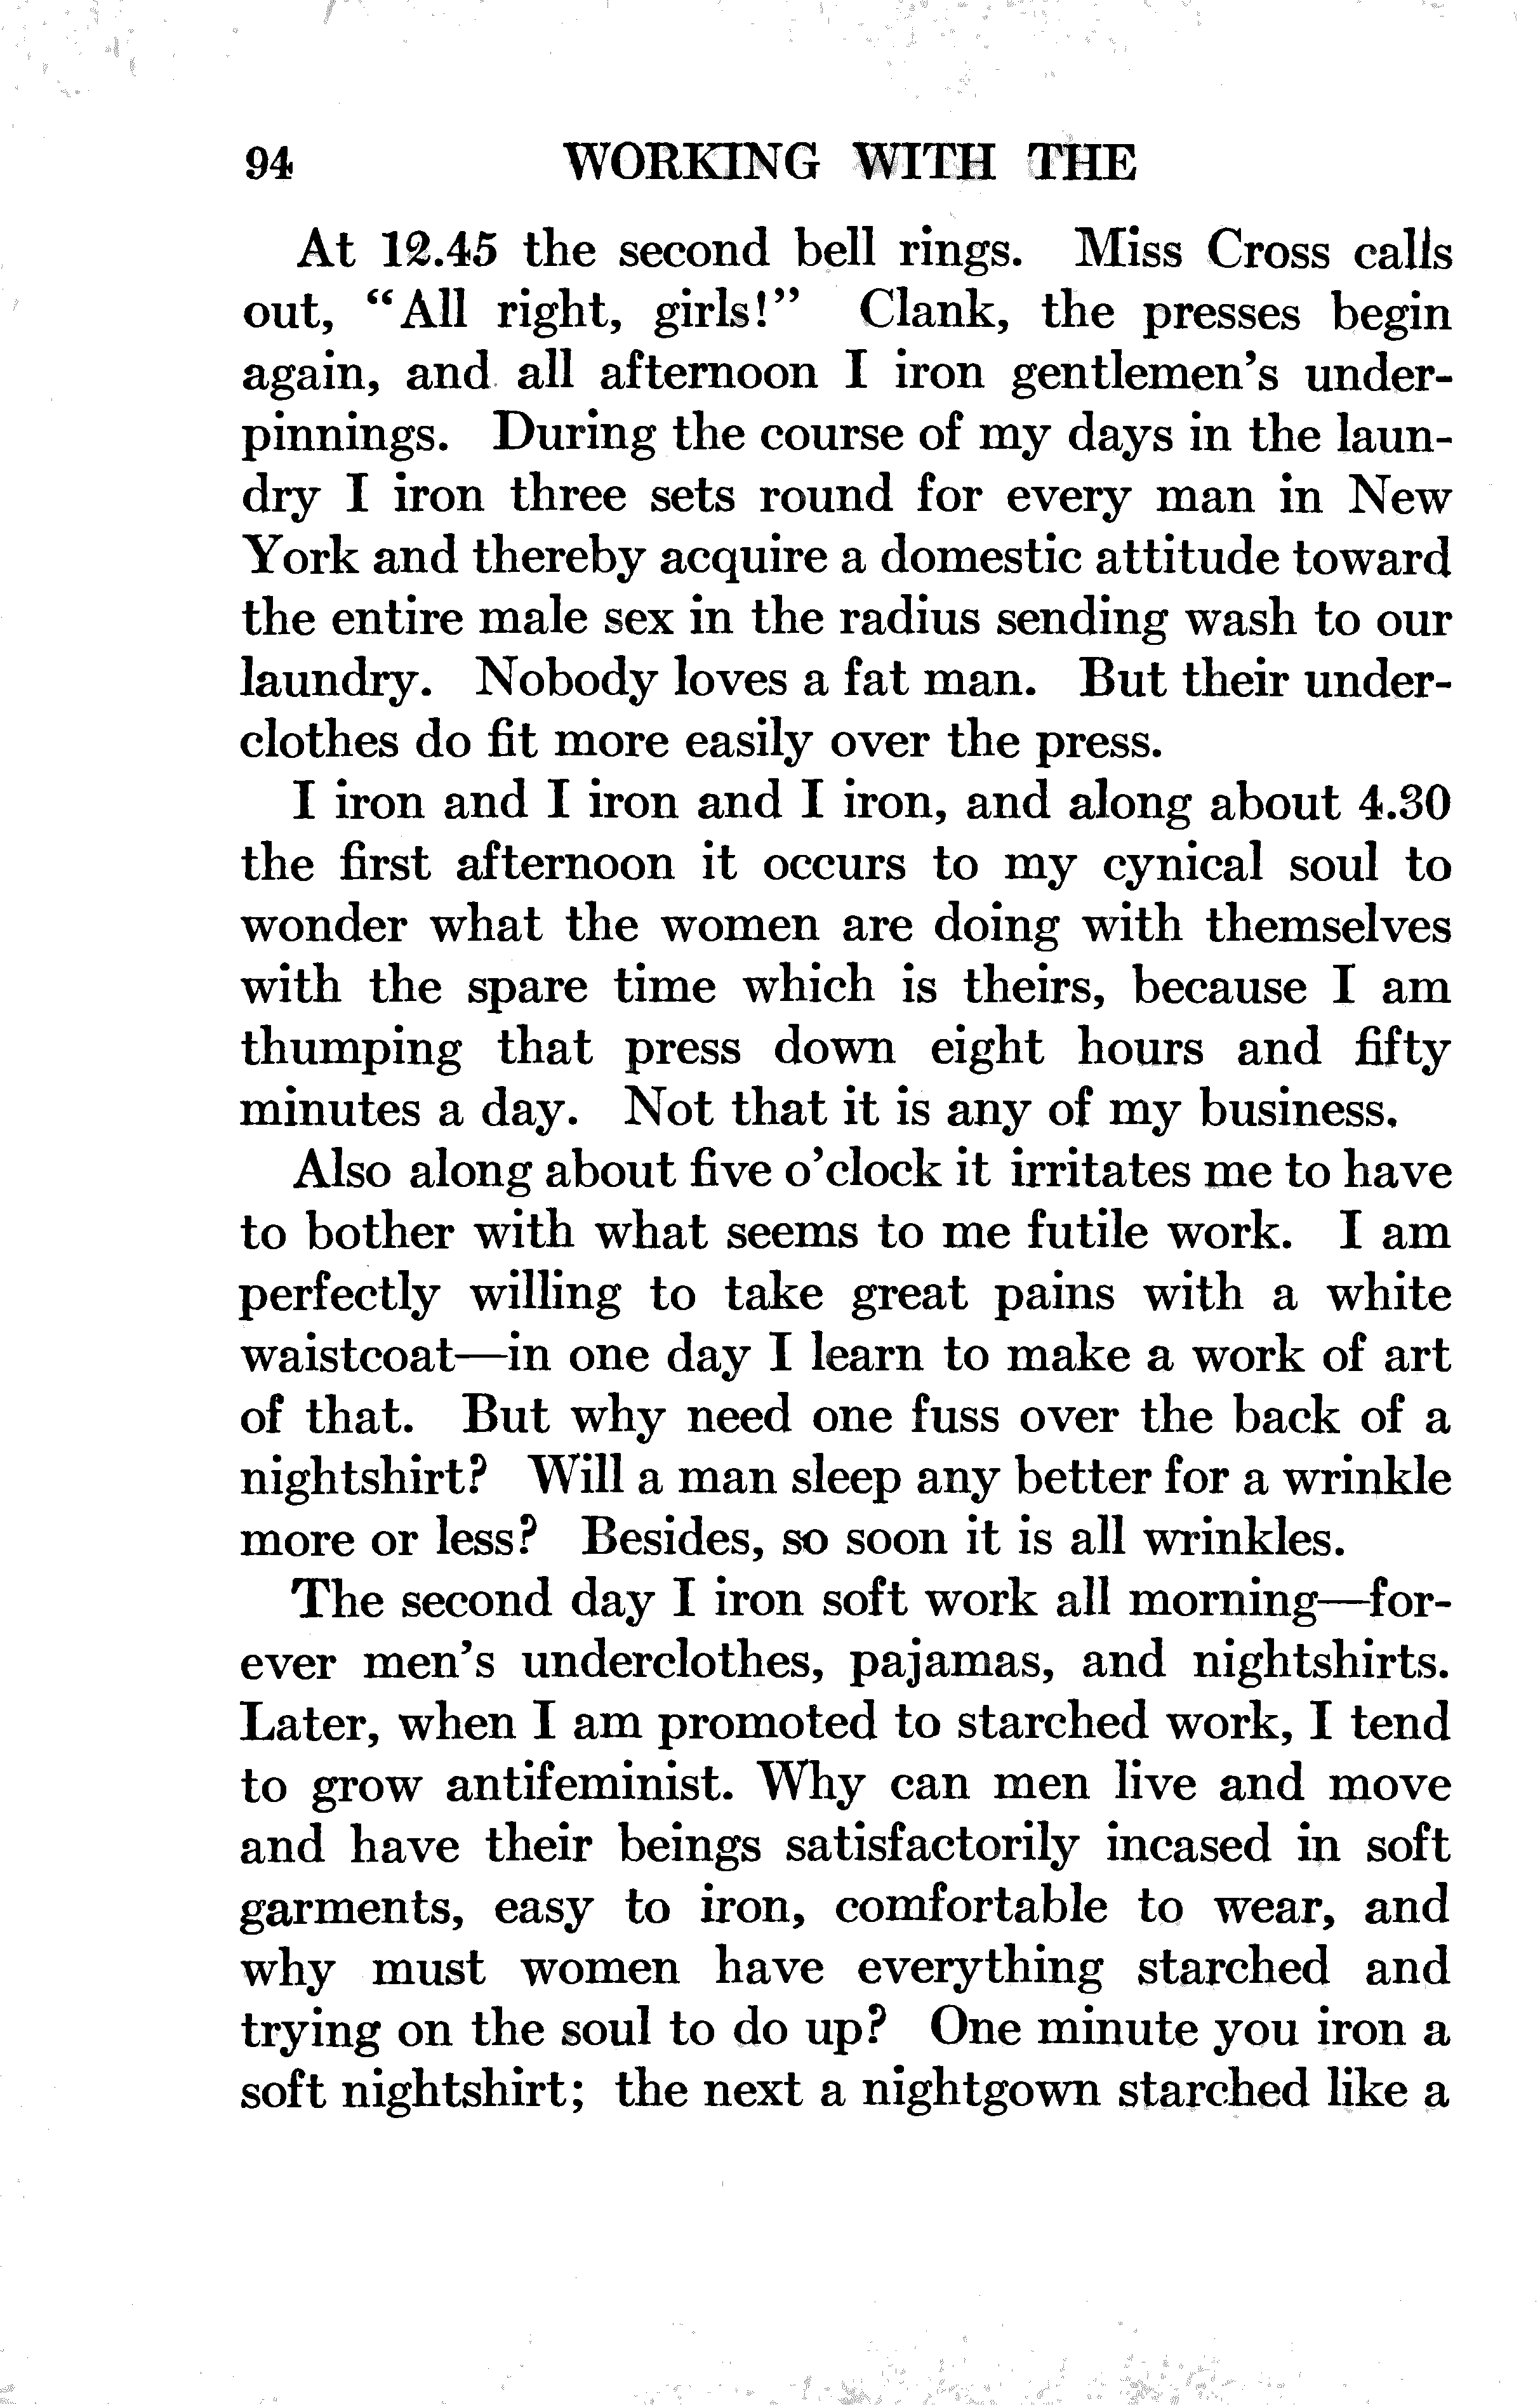 94 WORKING WITH THE
At 12.45 the second bell rings. Miss Cross calls
out, "All right, girls!" Clank, the presses begin
again, and all afternoon I iron gentlemen's under-
pinnings. During the course of my days in the laun-
dry I iron three sets round for every man in New
York and thereby acquire a domestic attitude toward
the entire male sex in the radius sending wash to our
laundry. Nobody loves a fat man. But their under-
clothes do fit more easily over the press.
I iron and I iron and I iron, and along about 4.30
the first afternoon it occurs to my cynical soul to
wonder what the women are doing with themselves
with the spare time which is theirs, because I am
thumping that press down eight hours and fifty
minutes a day. Not that it is any of my business.
Also along about five o'clock it irritates me to have
to bother with what seems to me futile work. I am
perfectly willing to take great pains with a white
waistcoat—in one day I learn to make a work of art
of that. But why need one fuss over the back of a
nightshirt? Will a man sleep any better for a wrinkle
more or less? Besides, so soon it is all wrinkles.
The second day I iron soft work all morning—for-
ever men's underclothes, pajamas, and nightshirts.
Later, when I am promoted to starched work, I tend
to grow antifeminist. Why can men live and move
and have their beings satisfactorily incased in soft
garments, easy to iron, comfortable to wear, and
why must women have everything starched and
trying on the soul to do up? One minute you iron a
soft nightshirt; the next a nightgown starched like a